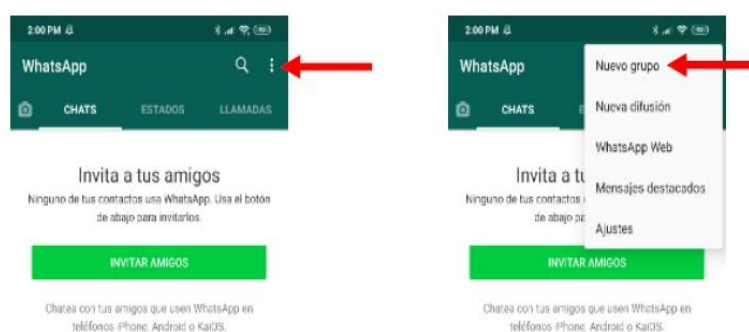 2:00 PM
WhatsApp
CHATS ESTADOS LLAMADAS
Invita a tus amigos
Ninguno de tus contactos usa WhatsApp. Usa el botón
de abajo para invitarlos.
INVITAR AMIGOS
Chatea con tus amigos que usen WhatsApp en
teléfonos iPhone, Android o KaiOS.
2:00 PM
WhatsApp
Nuevo grupo
CHATS E
Nueva difusión
WhatsApp Web
Invita a tu
Ninguno de tus contactos
Mensajes destacados
de abajo pa
Ajustes
INVITAR AMIGOS
Chatea con tus amigos que usen WhatsApp en
teléfonos iPhone, Android o KaiOS.